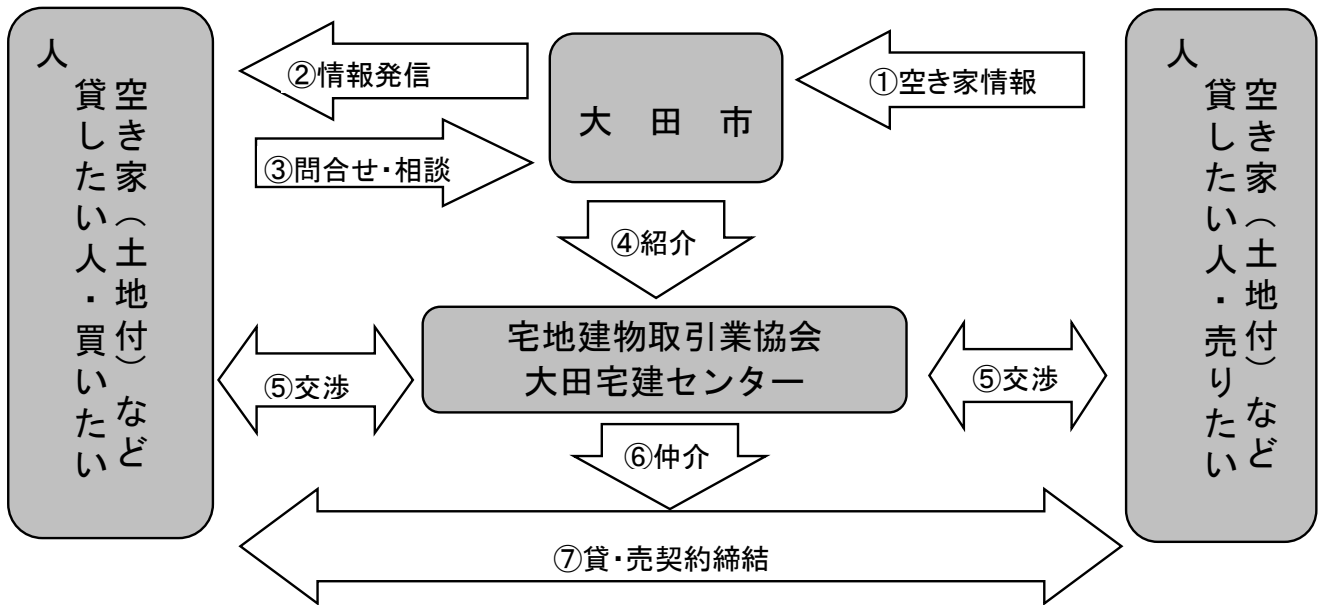 空き家（土地付）など
貸したい人・買いたい
人
②情報発信
③問合せ・相談
大　田　市
①空き家情報
空き家（土地付）など
貸したい人・売りたい
人
④紹介
宅地建物取引業協会
大田宅建センター
⑤交渉
⑤交渉
⑥仲介
⑦貸・売契約締結